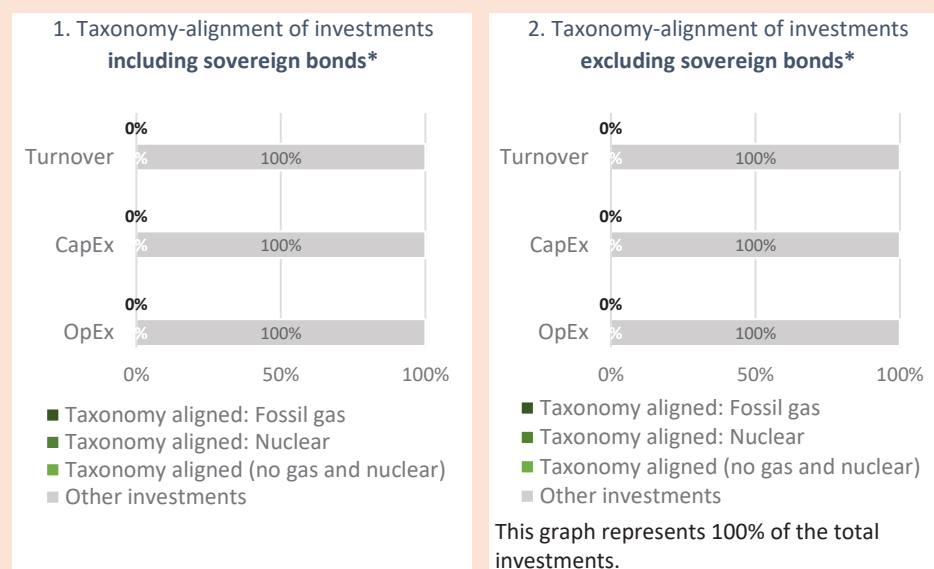 1. Taxonomy-alignment of investments
including sovereign bonds*
0%
Turnover % 100%
0%
CapEx % 100%
0%
OpEx % 100%
0% 50% 100%
Taxonomy aligned: Fossil gas
Taxonomy aligned: Nuclear
Taxonomy aligned (no gas and nuclear)
Other investments
2. Taxonomy-alignment of investments
excluding sovereign bonds*
0%
Turnover % 100%
0%
CapEx % 100%
0%
OpEx % 100%
0% 50% 100%
Taxonomy aligned: Fossil gas
Taxonomy aligned: Nuclear
Taxonomy aligned (no gas and nuclear)
Other investments
This graph represents 100% of the total
investments.